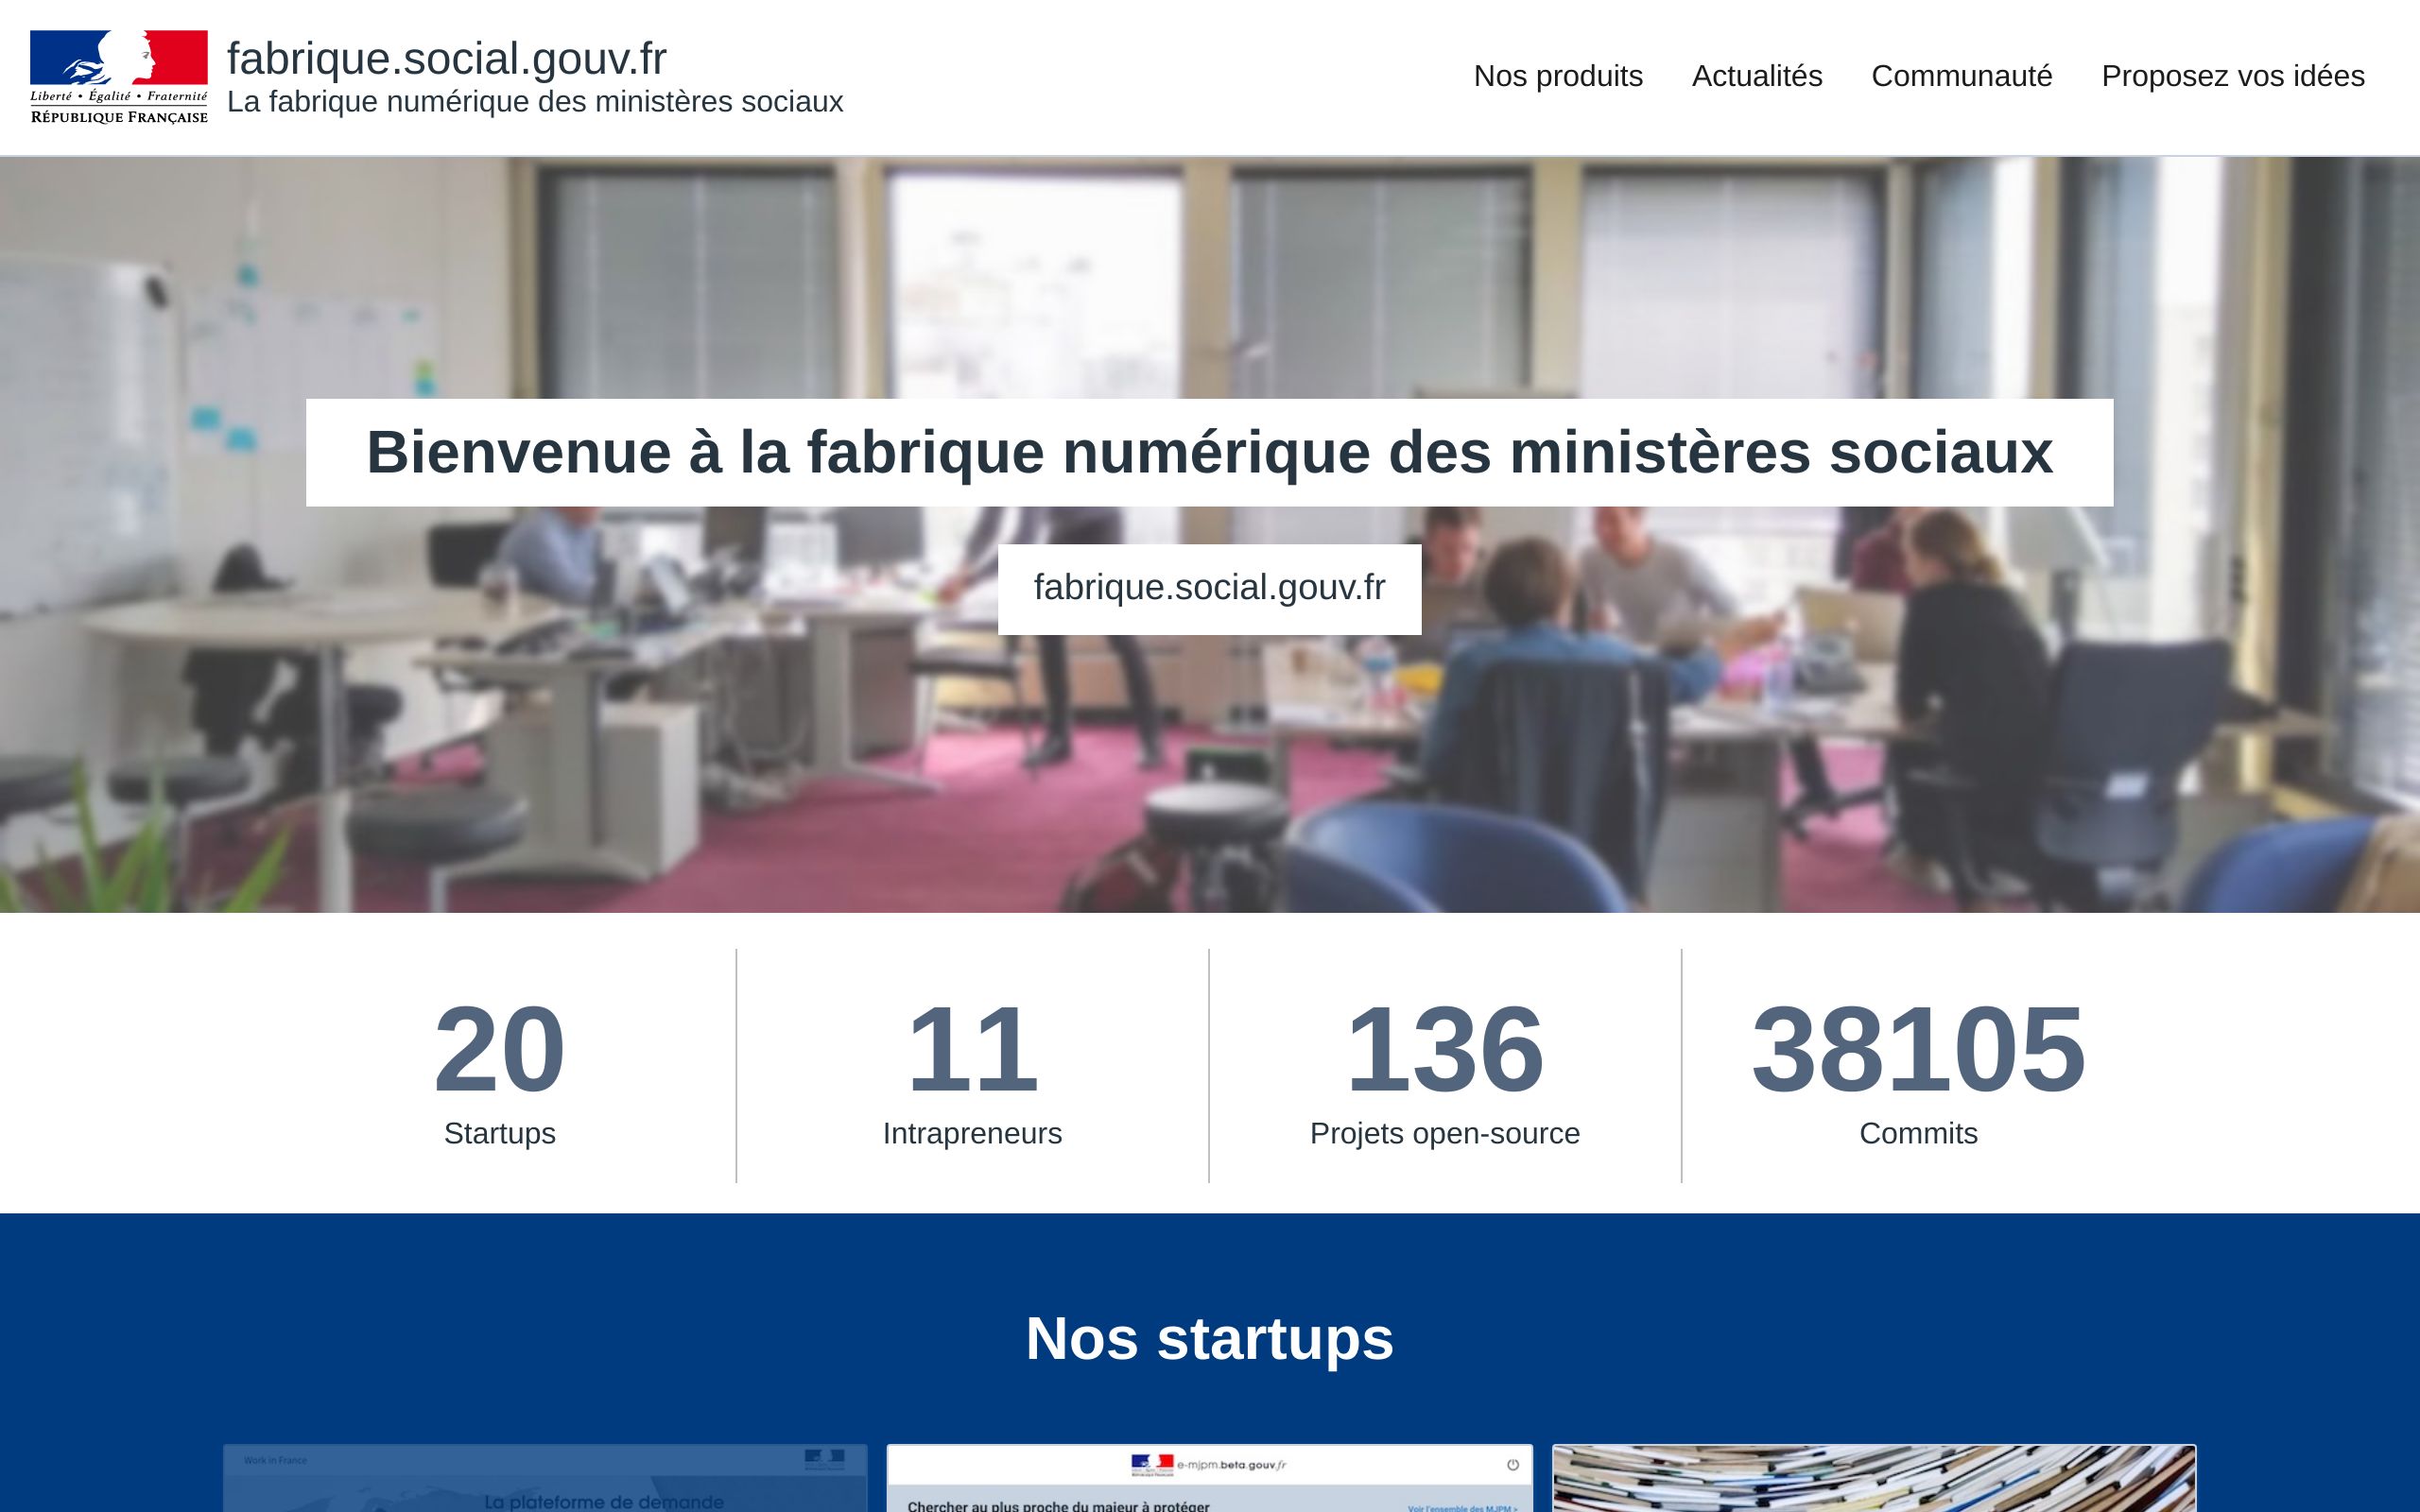 Liberté • Égalité • Fraternité
RÉPUBLIQUE FRANÇAISE
fabrique.social.gouv.fr
La fabrique numérique des ministères sociaux
Nos produits
Actualités
Communauté
Proposez vos idées
Bienvenue à la fabrique numérique des ministères sociaux
fabrique.social.gouv.fr
20
Startups
11
Intrapreneurs
136
Projets open-source
38105
Commits
Nos startups
Work in France
La plateforme de demande
e-mjpm.beta.gouv.fr
Chercher au plus proche du majeur à protéger
Voir l'ensemble des MJPM >